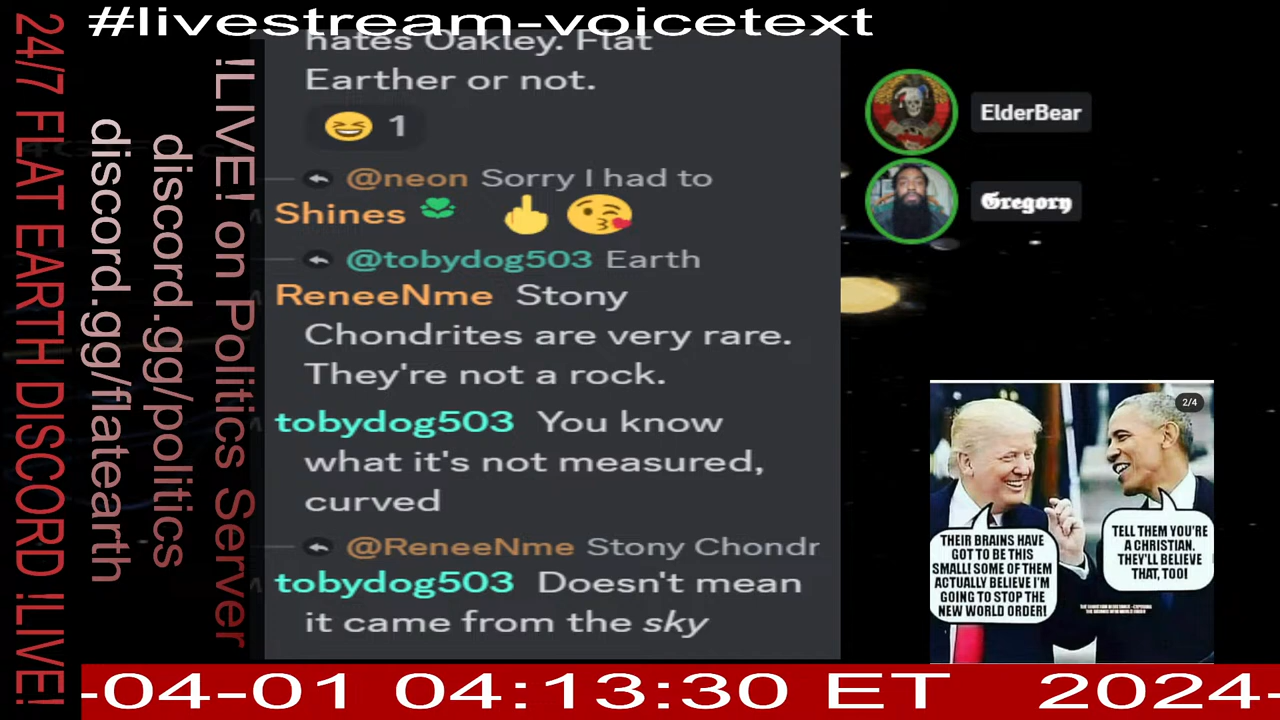 #livestream-voicetext
24/7 FLAT EARTH DISCORD !LIVE!
discord.gg/flatearth
discord.gg/politics
!LIVE! on Politics Server
hates Oakley. Flat
Earther or not.
😆 1
@neon Sorry I had to
Shines ☘ 🖕 😘
@tobydog503 Earth
ReneeNme Stony
Chondrites are very rare.
They're not a rock.
tobydog503 You know
what it's not measured,
curved
@ReneeNme Stony Chondr
tobydog503 Doesn't mean
it came from the sky
ElderBear
Gregory
2/4
THEIR BRAINS HAVE
GOT TO BE THIS
SMALL! SOME OF THEM
ACTUALLY BELIEVE I'M
GOING TO STOP THE
NEW WORLD ORDER!
TELL THEM YOU'RE
A CHRISTIAN.
THEY'LL BELIEVE
THAT, TOO!
-04-01 04:13:30 ET 2024-